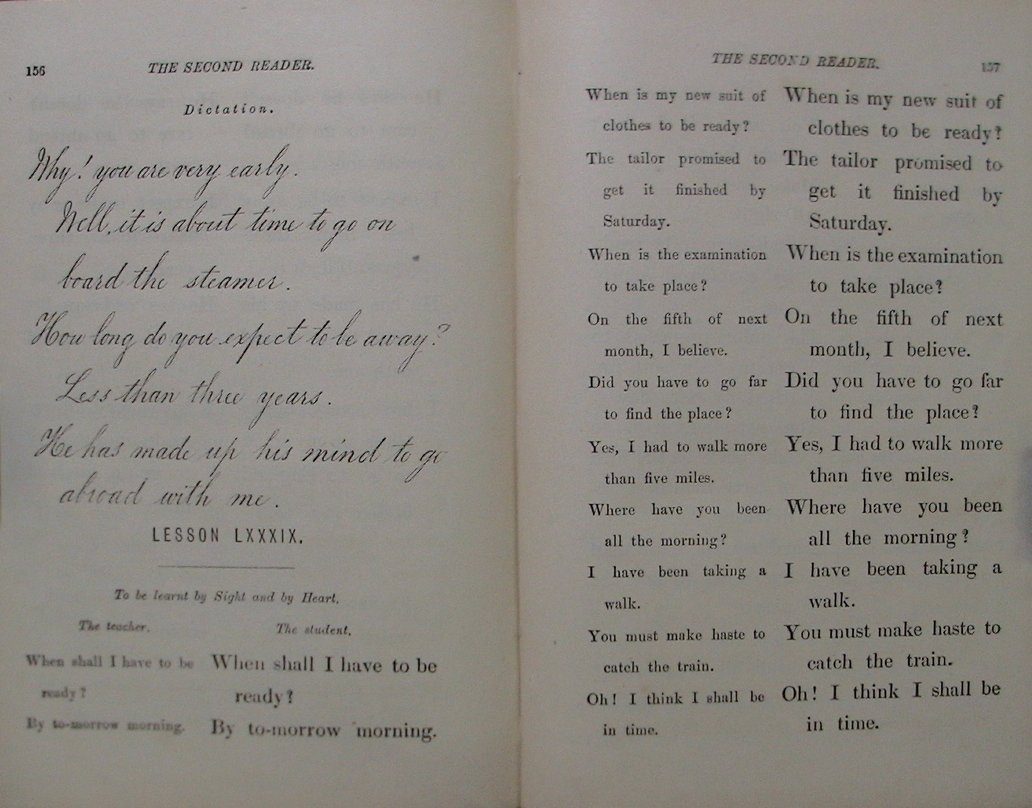 156
THE SECOND READER.
Dictation.
Why! you are very early.
Well, it is about time to go on
board the steamer.
How long do you expect to be away?
Less than three years.
He has made up his mind to go
abroad with me.
LESSON LXXXIX.
To be learnt by Sight and by Heart.
The teacher. The student.
When shall I have to be When shall I have to be
ready? ready?
By to-morrow morning. By to-morrow morning.
THE SECOND READER. 157
When is my new suit of When is my new suit of
clothes to be ready? clothes to be ready?
The tailor promised to The tailor promised to
get it finished by get it finished by
Saturday. Saturday.
When is the examination When is the examination
to take place? to take place?
On the fifth of next On the fifth of next
month, I believe. month, I believe.
Did you have to go far Did you have to go far
to find the place? to find the place?
Yes, I had to walk more Yes, I had to walk more
than five miles. than five miles.
Where have you been Where have you been
all the morning? all the morning?
I have been taking a I have been taking a
walk. walk.
You must make haste to You must make haste to
catch the train. catch the train.
Oh! I think I shall be Oh! I think I shall be
in time. in time.